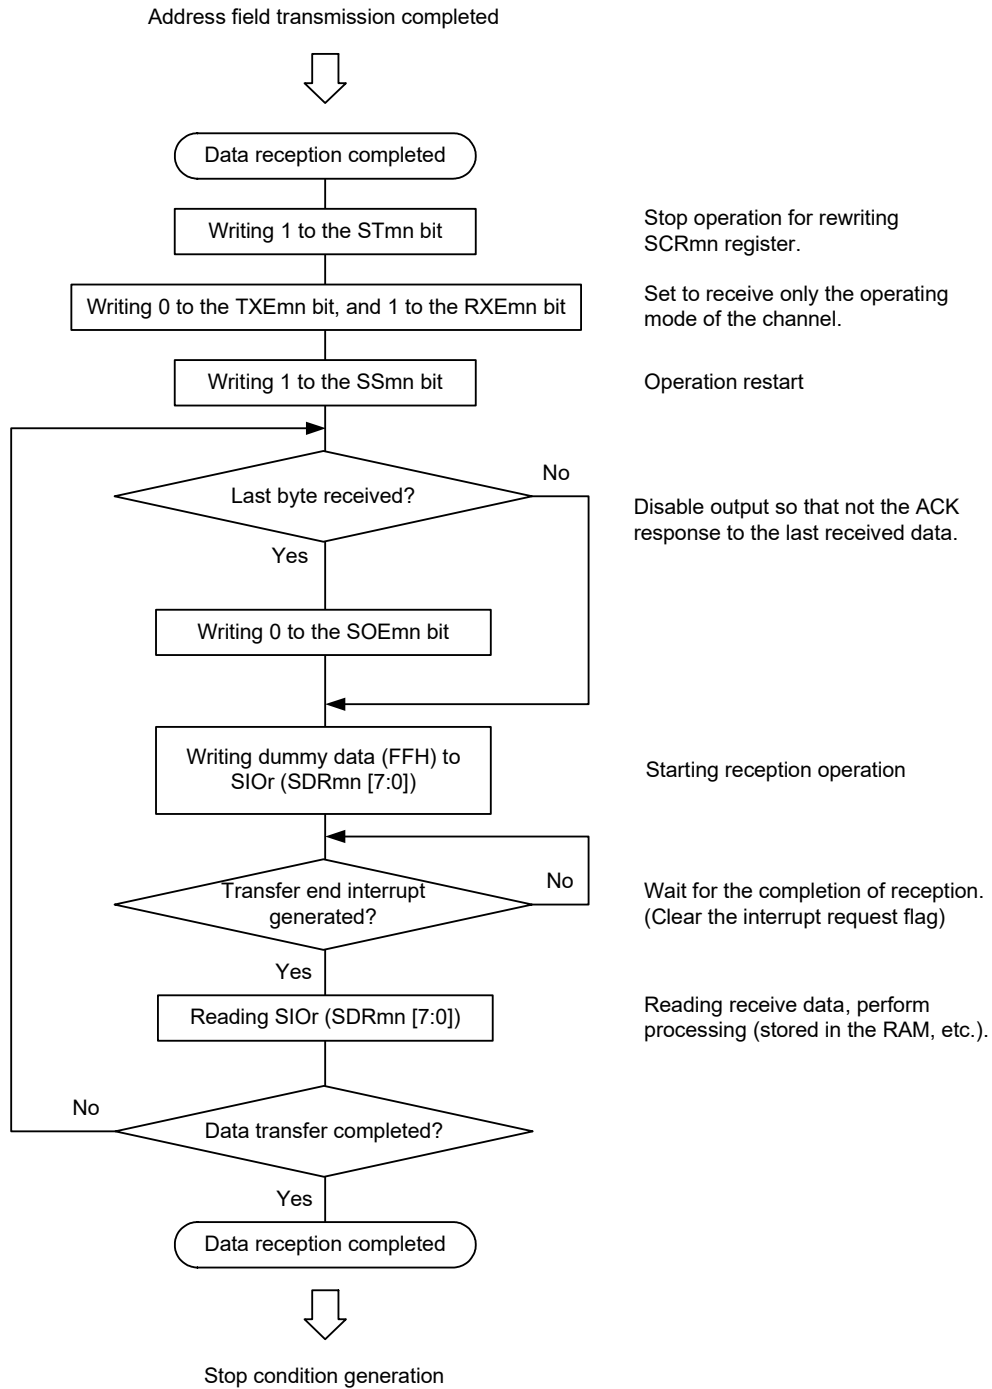 Address field transmission completed
Data reception completed
Writing 1 to the STmn bit
Stop operation for rewriting
SCRmn register.
Writing 0 to the TXEmn bit, and 1 to the RXEmn bit
Set to receive only the operating
mode of the channel.
Writing 1 to the SSmn bit
Operation restart
Last byte received?
No
Disable output so that not the ACK
response to the last received data.
Yes
Writing 0 to the SOEmn bit
Writing dummy data (FFH) to
SIOr (SDRmn [7:0])
Starting reception operation
Transfer end interrupt
generated?
No
Wait for the completion of reception.
(Clear the interrupt request flag)
Yes
Reading SIOr (SDRmn [7:0])
Reading receive data, perform
processing (stored in the RAM, etc.).
No
Data transfer completed?
Yes
Data reception completed
Stop condition generation